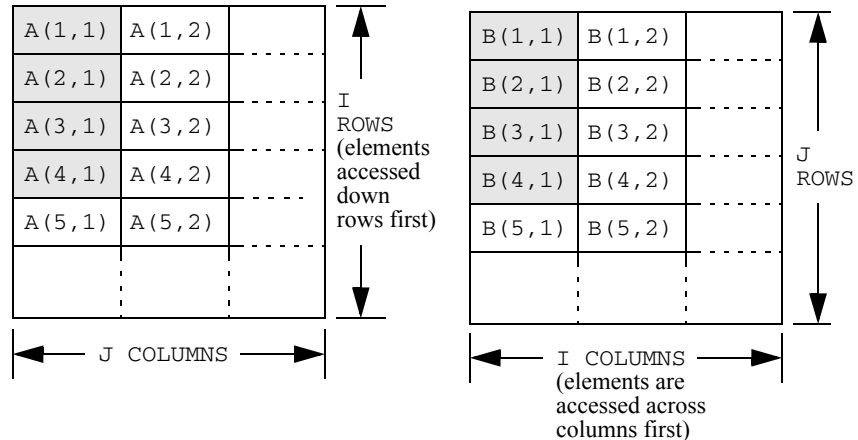 A(1,1) A(1,2)
A(2,1) A(2,2)
A(3,1) A(3,2)
A(4,1) A(4,2)
A(5,1) A(5,2)
I
ROWS
(elements
accessed
down
rows first)
J COLUMNS
B(1,1) B(1,2)
B(2,1) B(2,2)
B(3,1) B(3,2)
B(4,1) B(4,2)
B(5,1) B(5,2)
J
ROWS
I COLUMNS
(elements are
accessed across
columns first)